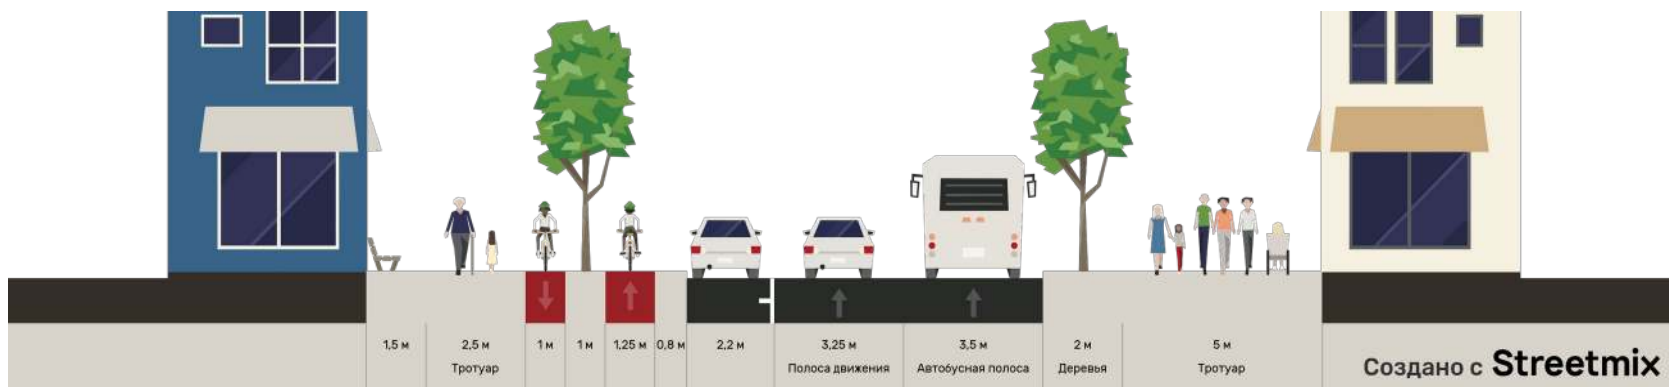 1,5 м
2,5 м
Тротуар
1 м
1 м
1,25 м
0,8 м
2,2 м
3,25 м
Полоса движения
3,5 м
Автобусная полоса
2 м
Деревья
5 м
Тротуар
Создано с Streetmix